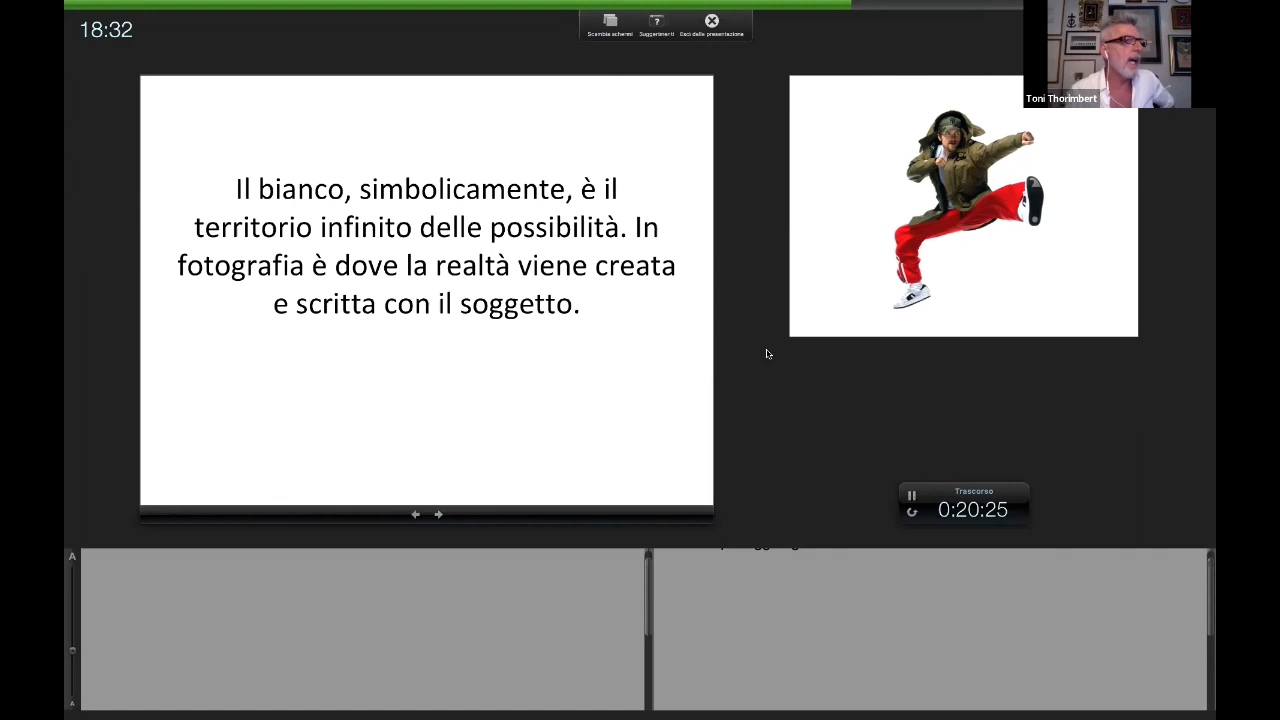 18:32
Scambia schermi
Suggerimenti
Esci dalla presentazione
Toni Thorimbert
Il bianco, simbolicamente, è il
territorio infinito delle possibilità. In
fotografia è dove la realtà viene creata
e scritta con il soggetto.
Trascorso
0:20:25
A
A